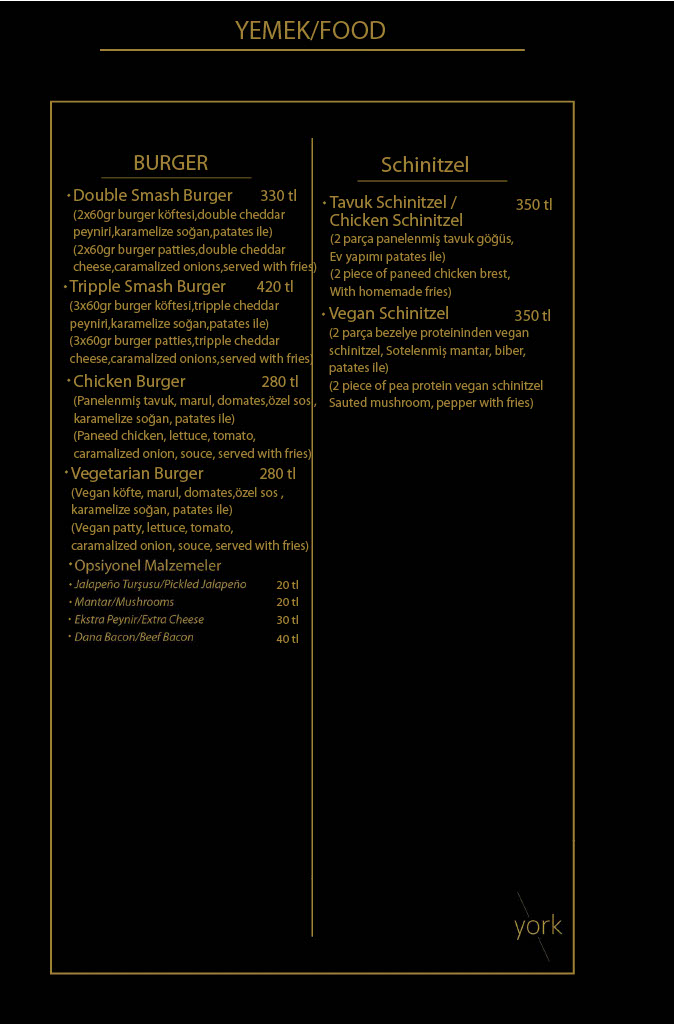 YEMEK/FOOD
BURGER
• Double Smash Burger 330 tl
(2x60gr burger köftesi,double cheddar
peyniri,karamelize soğan,patates ile)
(2x60gr burger patties,double cheddar
cheese,caramalized onions,served with fries)
• Tripple Smash Burger 420 tl
(3x60gr burger köftesi,tripple cheddar
peyniri,karamelize soğan,patates ile)
(3x60gr burger patties,tripple cheddar
cheese,caramalized onions,served with fries)
• Chicken Burger 280 tl
(Panelenmiş tavuk, marul, domates,özel sos ,
karamelize soğan, patates ile)
(Paneed chicken, lettuce, tomato,
caramalized onion, souce, served with fries)
• Vegetarian Burger 280 tl
(Vegan köfte, marul, domates,özel sos ,
karamelize soğan, patates ile)
(Vegan patty, lettuce, tomato,
caramalized onion, souce, served with fries)
• Opsiyonel Malzemeler
• Jalapeño Turşusu/Pickled Jalapeño 20 tl
• Mantar/Mushrooms 20 tl
• Ekstra Peynir/Extra Cheese 30 tl
• Dana Bacon/Beef Bacon 40 tl
Schinitzel
• Tavuk Schinitzel / 350 tl
Chicken Schinitzel
(2 parça panelenmiş tavuk göğüs,
Ev yapımı patates ile)
(2 piece of paneed chicken brest,
With homemade fries)
• Vegan Schinitzel 350 tl
(2 parça bezelye proteininden vegan
schinitzel, Sotelenmiş mantar, biber,
patates ile)
(2 piece of pea protein vegan schinitzel
Sauted mushroom, pepper with fries)
york